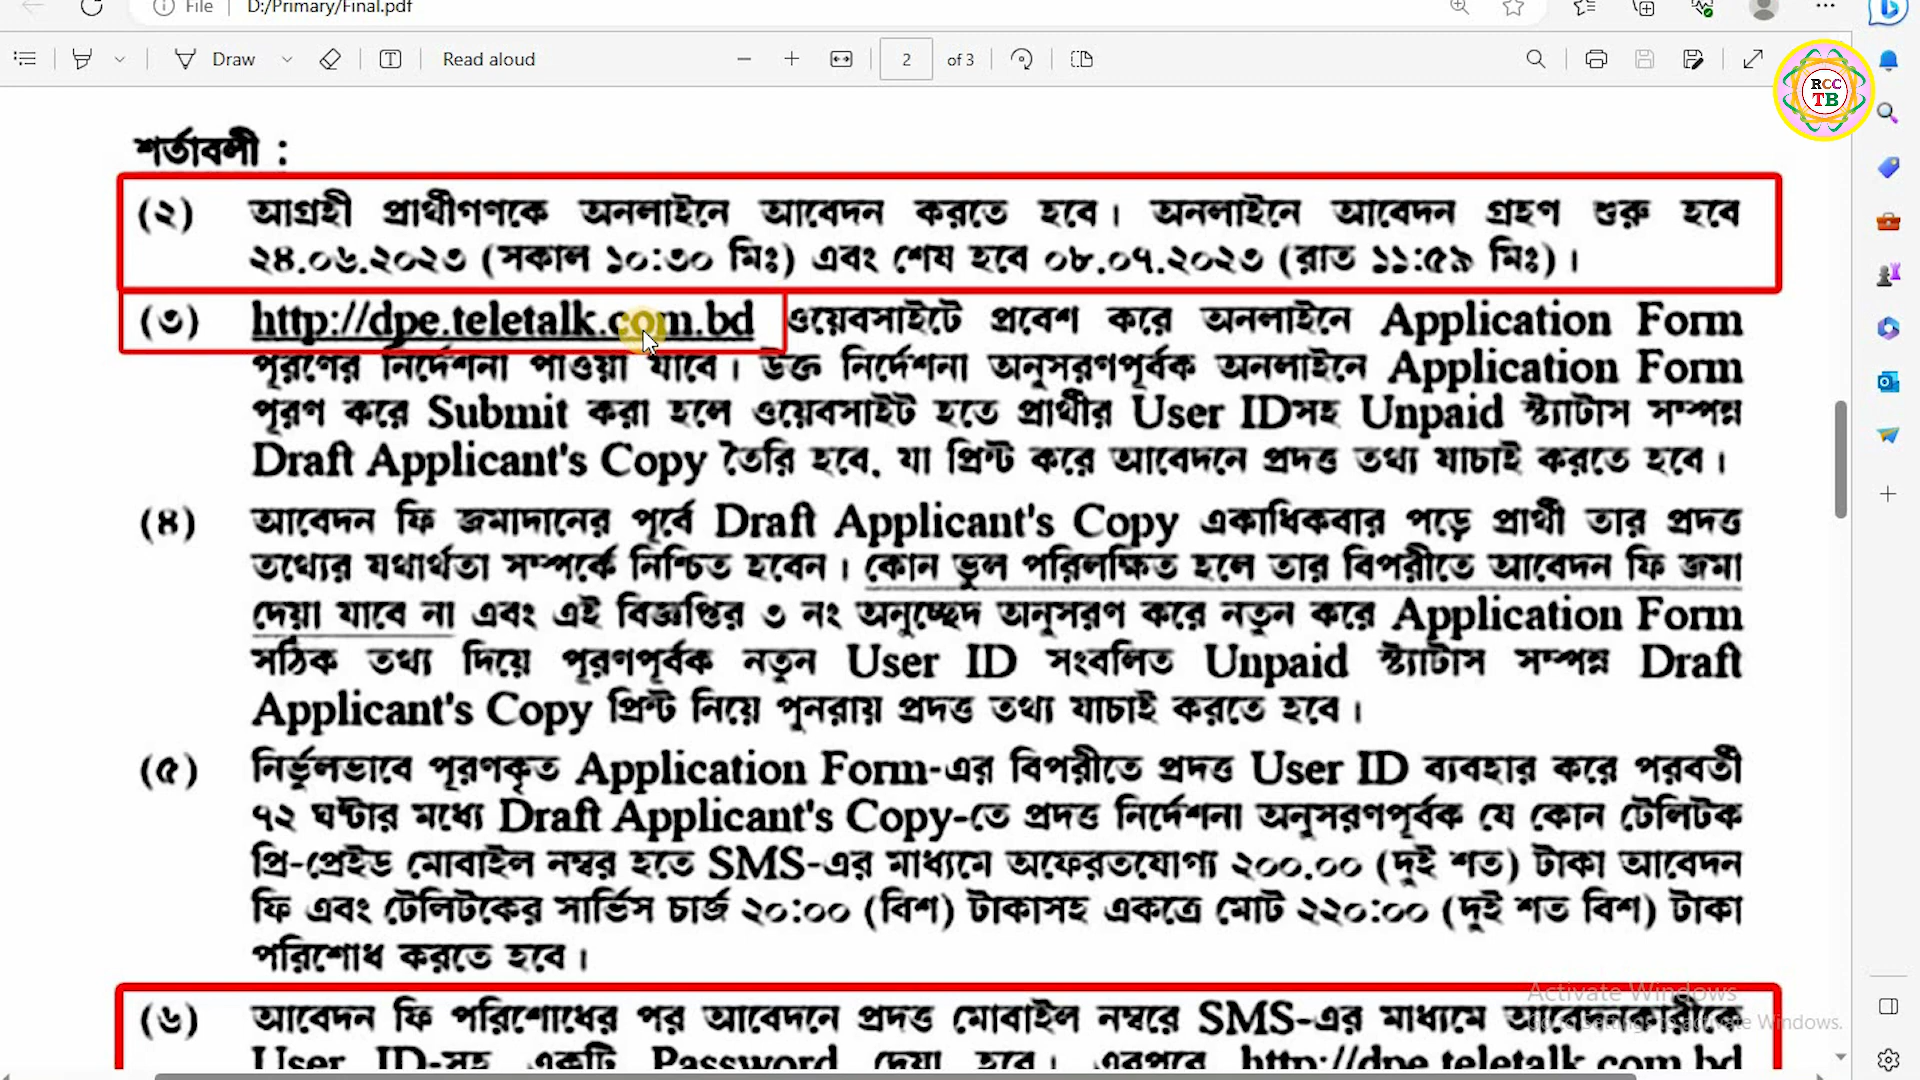 File D:/Primary/Final.pdf
Draw Read aloud 2 of 3
RCC
TB
শর্তাবলী :
(২) আগ্রহী প্রার্থীগণকে অনলাইনে আবেদন করতে হবে। অনলাইনে আবেদন গ্রহণ শুরু হবে
২৪.০৬.২০২৩ (সকাল ১০:৩০ মিঃ) এবং শেষ হবে ০৮.০৭.২০২৩ (রাত ১১:৫৯ মিঃ)।
(৩) http://dpe.teletalk.com.bd ওয়েবসাইটে প্রবেশ করে অনলাইনে Application Form
পূরণের নির্দেশনা পাওয়া যাবে। উক্ত নির্দেশনা অনুসরণপূর্বক অনলাইনে Application Form
পূরণ করে Submit করা হলে ওয়েবসাইট হতে প্রার্থীর User IDসহ Unpaid স্ট্যাটাস সম্পন্ন
Draft Applicant's Copy তৈরি হবে, যা প্রিন্ট করে আবেদনে প্রদত্ত তথ্য যাচাই করতে হবে।
(৪) আবেদন ফি জমাদানের পূর্বে Draft Applicant's Copy একাধিকবার পড়ে প্রার্থী তার প্রদত্ত
তথ্যের যথার্থতা সম্পর্কে নিশ্চিত হবেন। কোন ভুল পরিলক্ষিত হলে তার বিপরীতে আবেদন ফি জমা
দেয়া যাবে না এবং এই বিজ্ঞপ্তির ৩ নং অনুচ্ছেদ অনুসরণ করে নতুন করে Application Form
সঠিক তথ্য দিয়ে পূরণপূর্বক নতুন User ID সংবলিত Unpaid স্ট্যাটাস সম্পন্ন Draft
Applicant's Copy প্রিন্ট নিয়ে পুনরায় প্রদত্ত তথ্য যাচাই করতে হবে।
(৫) নির্ভুলভাবে পূরণকৃত Application Form-এর বিপরীতে প্রদত্ত User ID ব্যবহার করে পরবর্তী
৭২ ঘণ্টার মধ্যে Draft Applicant's Copy-তে প্রদত্ত নির্দেশনা অনুসরণপূর্বক যে কোন টেলিটক
প্রি-প্রেইড মোবাইল নম্বর হতে SMS-এর মাধ্যমে অফেরতযোগ্য ২০০.০০ (দুই শত) টাকা আবেদন
ফি এবং টেলিটকের সার্ভিস চার্জ ২০:০০ (বিশ) টাকাসহ একত্রে মোট ২২০:০০ (দুই শত বিশ) টাকা
পরিশোধ করতে হবে।
(৬) আবেদন ফি পরিশোধের পর আবেদনে প্রদত্ত মোবাইল নম্বরে SMS-এর মাধ্যমে আবেদনকারীকে
User ID-সহ একটি Password দেয়া হবে। এরপরে http://dpe.teletalk.com.bd
Activate Windows
Go to Settings to activate Windows.